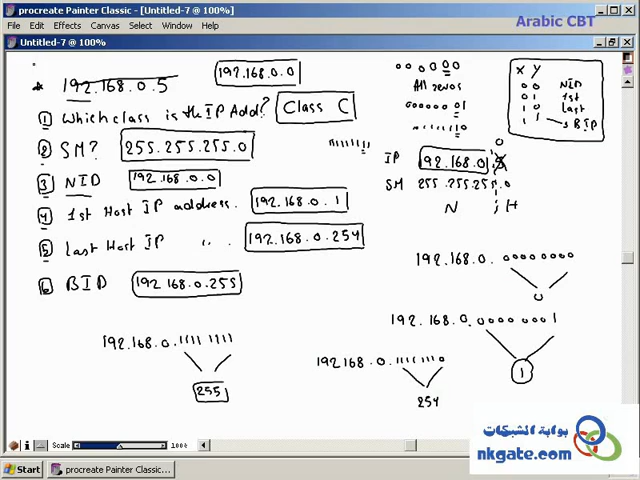 procreate Painter Classic - [Untitled-7 @ 100%]
Arabic CBT
File Edit Effects Canvas Select Window Help
Untitled-7 @ 100%
192.168.0.5
192.168.0.0
① Which class is the IP Add? Class C
② SM? 255.255.255.0
③ NID 192.168.0.0
④ 1st Host IP address. 192.168.0.1
⑤ Last Host IP 〃 192.168.0.254
⑥ BID 192.168.0.255
000000
All zeros
00000001
X Y
0 0 NID
0 1 1st
1 0 Last
1 1 → BIP
0
IP 192.168.0.5
SM 255.255.255.0
N H
192.168.0.00000000
0
192.168.0.00000001
1
192.168.0.11111110
254
192.168.0.11111111
255
Scale 100%
بوابة الشبكات
nkgate.com
Start procreate Painter Classic...